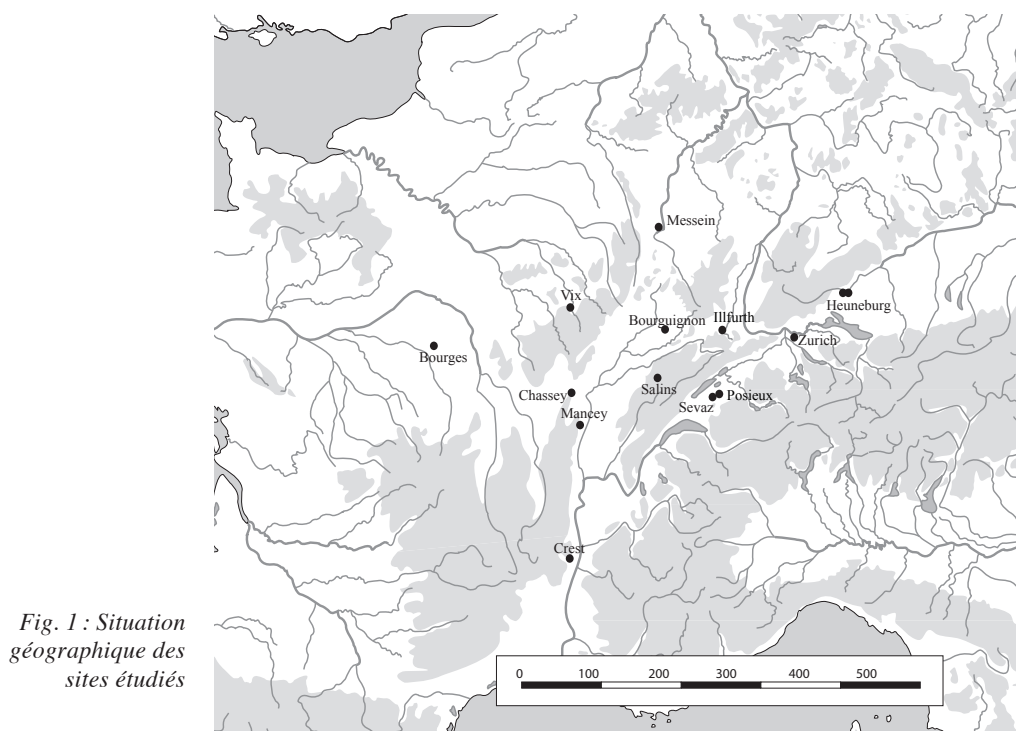 Messein
Vix
Heuneburg
Bourguignon
Illfurth
Zurich
Bourges
Salins
Chassey
Posieux
Sevaz
Mancey
Crest
Fig. 1 : Situation
géographique des
sites étudiés
0 100 200 300 400 500